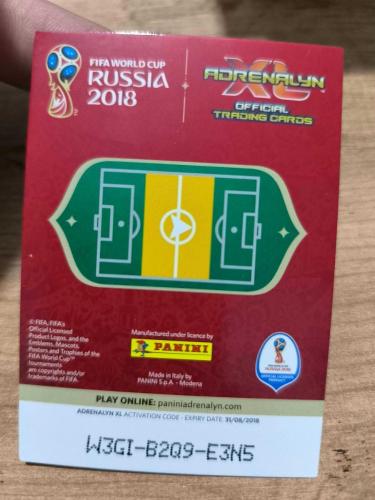 FIFA WORLD CUP
RUSSIA
2018
ADRENALYN
XL
OFFICIAL
TRADING CARDS
© FIFA, FIFA's
Official Licensed
Product Logos, and the
Emblems, Mascots,
Posters and Trophies of the
FIFA World Cup™
tournaments
are copyrights and/or
trademarks of FIFA.
Manufactured under licence by
PANINI
Made in Italy by
PANINI S.p.A. - Modena
PLAY ONLINE: paniniadrenalyn.com
ADRENALYN XL ACTIVATION CODE - EXPIRY DATE: 31/08/2018
W3GI-B2Q9-E3N5